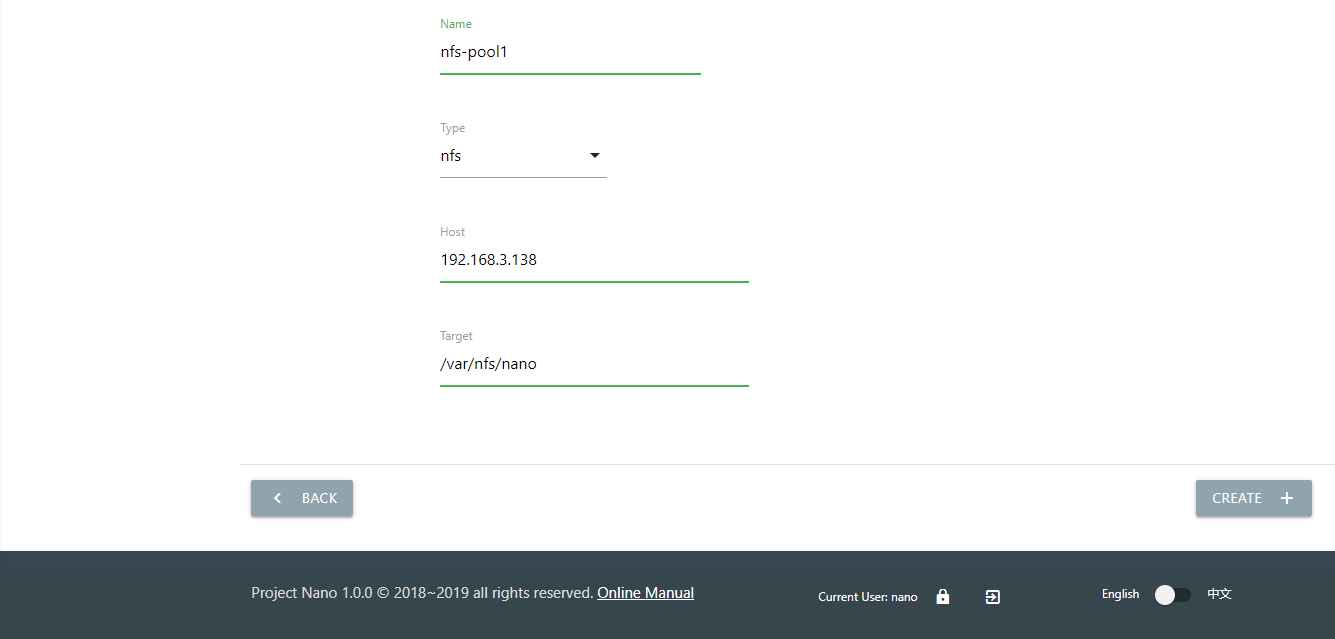 Name
nfs-pool1
Type
nfs
Host
192.168.3.138
Target
/var/nfs/nano
BACK
CREATE
Project Nano 1.0.0 © 2018~2019 all rights reserved. Online Manual
Current User: nano
English
中文